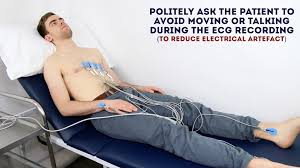 POLITELY ASK THE PATIENT TO
AVOID MOVING OR TALKING
DURING THE ECG RECORDING
(TO REDUCE ELECTRICAL ARTEFACT)